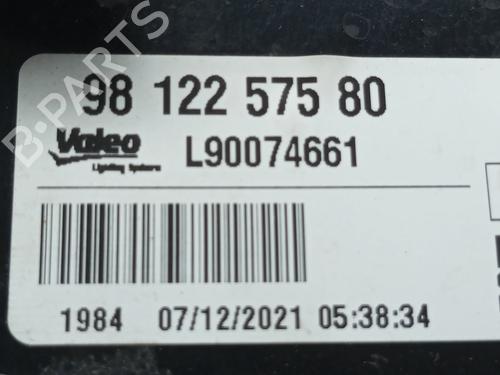 98 122 575 80
Valeo L90074661
Lighting Systems
1984 07/12/2021 05:38:34
B-PARTS